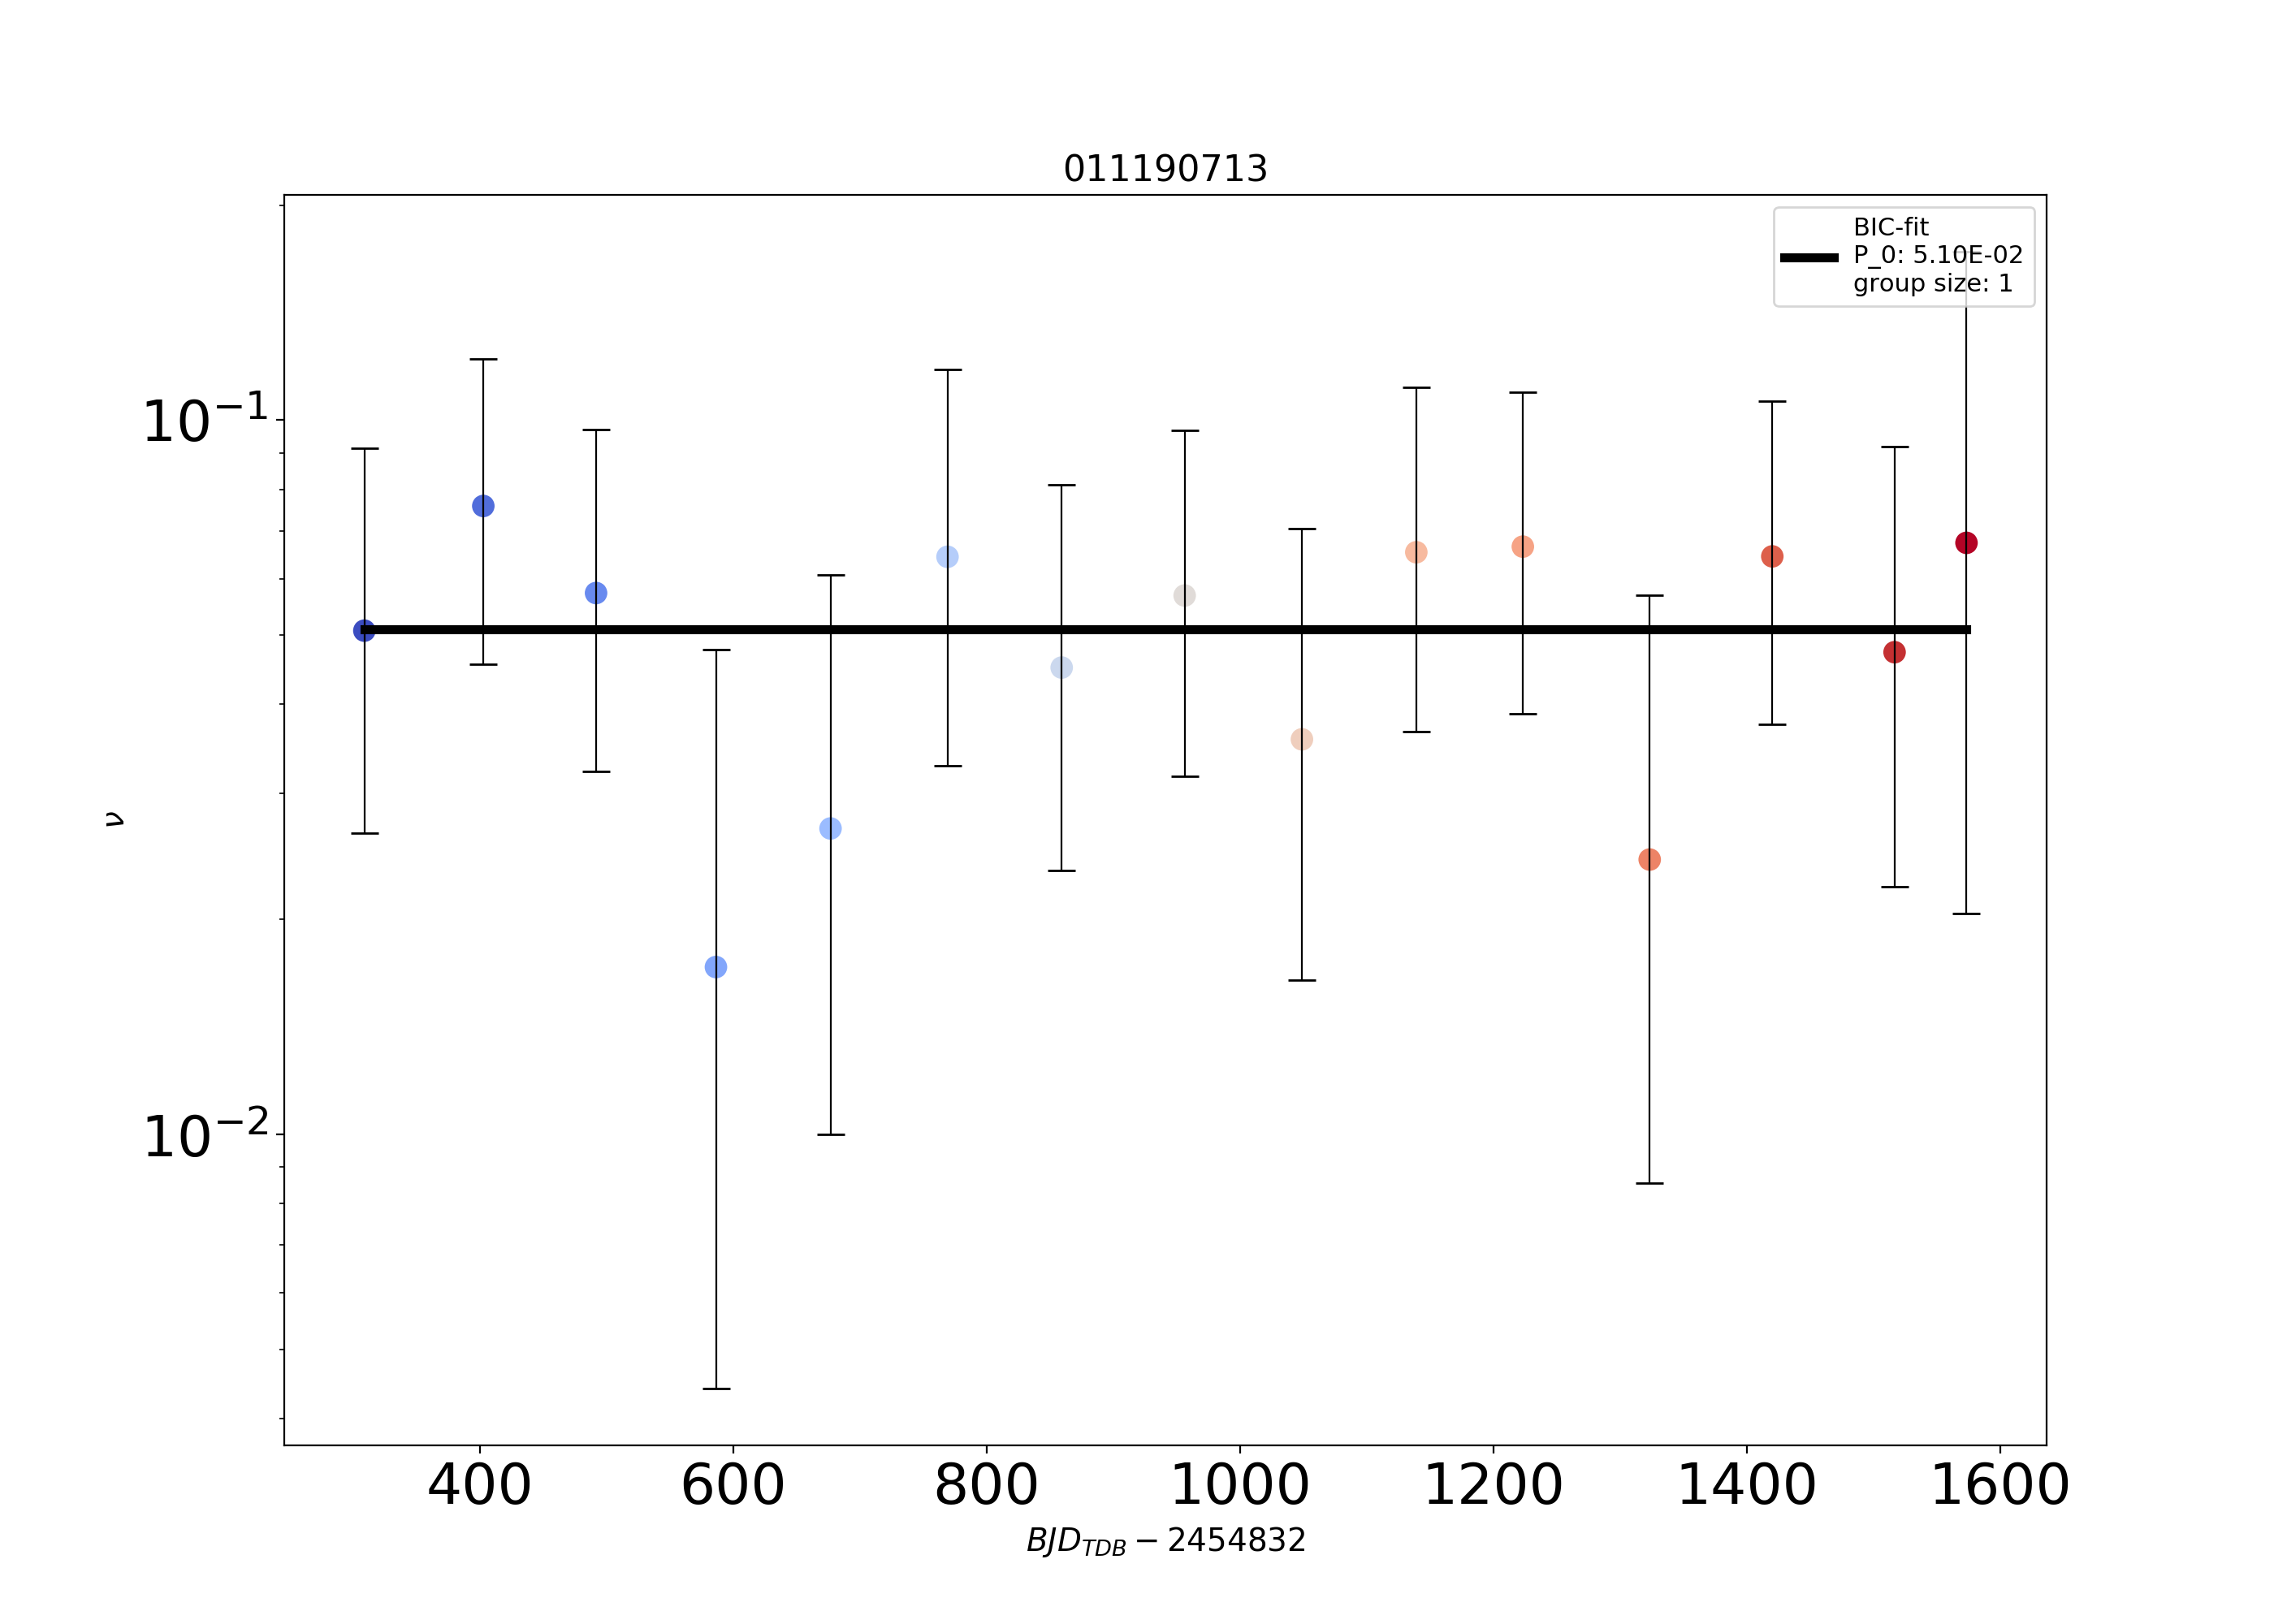 011190713
BIC-fit
P_0: 5.10E-02
group size: 1
10⁻¹
10⁻²
ν
400 600 800 1000 1200 1400 1600
BJD_TDB − 2454832